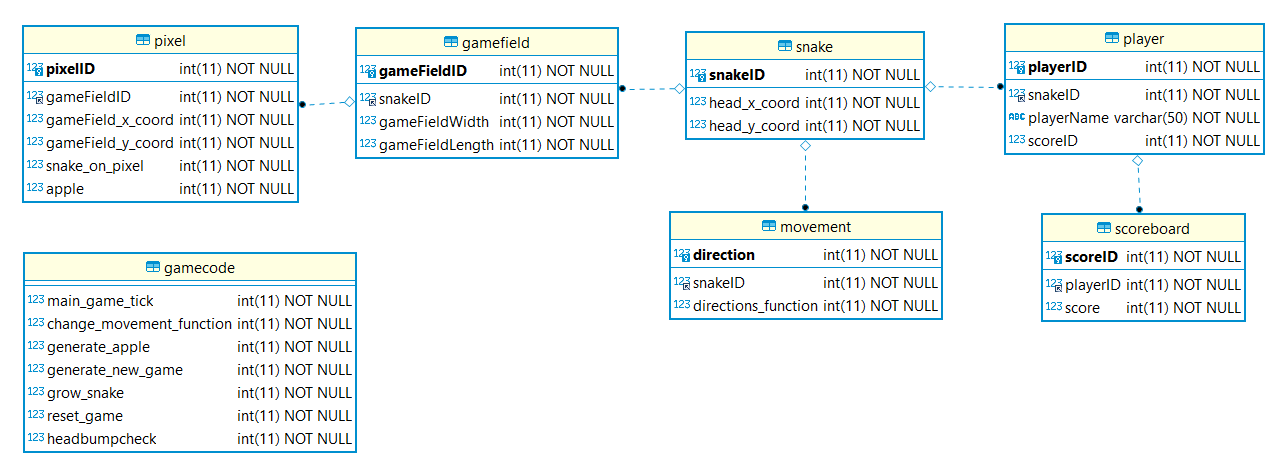 pixel
123 pixelID int(11) NOT NULL
123 gameFieldID int(11) NOT NULL
123 gameField_x_coord int(11) NOT NULL
123 gameField_y_coord int(11) NOT NULL
123 snake_on_pixel int(11) NOT NULL
123 apple int(11) NOT NULL
gamefield
123 gameFieldID int(11) NOT NULL
123 snakeID int(11) NOT NULL
123 gameFieldWidth int(11) NOT NULL
123 gameFieldLength int(11) NOT NULL
snake
123 snakeID int(11) NOT NULL
123 head_x_coord int(11) NOT NULL
123 head_y_coord int(11) NOT NULL
player
123 playerID int(11) NOT NULL
123 snakeID int(11) NOT NULL
ABC playerName varchar(50) NOT NULL
123 scoreID int(11) NOT NULL
movement
123 direction int(11) NOT NULL
123 snakeID int(11) NOT NULL
123 directions_function int(11) NOT NULL
scoreboard
123 scoreID int(11) NOT NULL
123 playerID int(11) NOT NULL
123 score int(11) NOT NULL
gamecode
123 main_game_tick int(11) NOT NULL
123 change_movement_function int(11) NOT NULL
123 generate_apple int(11) NOT NULL
123 generate_new_game int(11) NOT NULL
123 grow_snake int(11) NOT NULL
123 reset_game int(11) NOT NULL
123 headbumpcheck int(11) NOT NULL